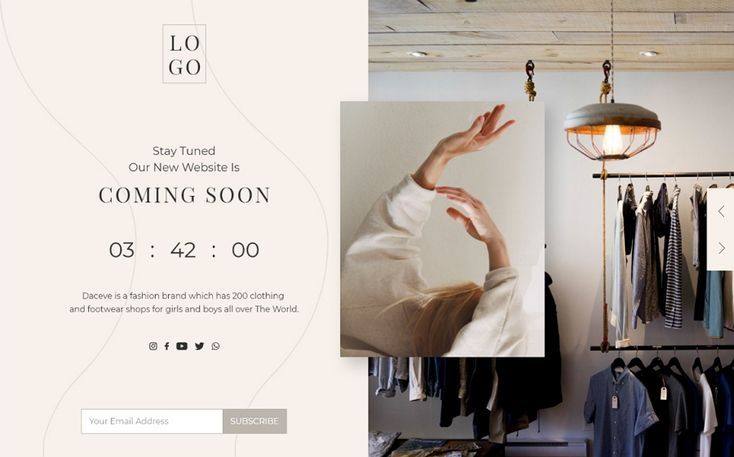 LO
GO
Stay Tuned
Our New Website Is
COMING SOON
03 : 42 : 00
Daceve is a fashion brand which has 200 clothing
and footwear shops for girls and boys all over The World.
Your Email Address
SUBSCRIBE